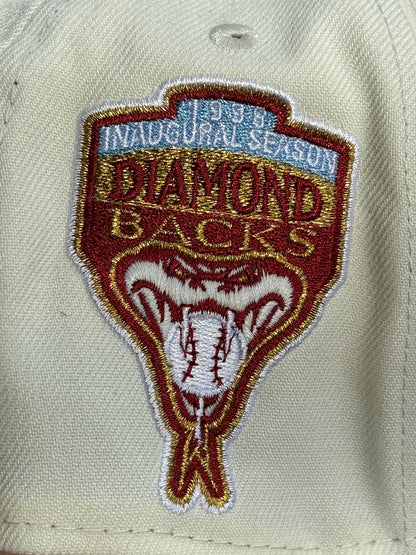 1998
INAUGURAL SEASON
DIAMOND
BACKS